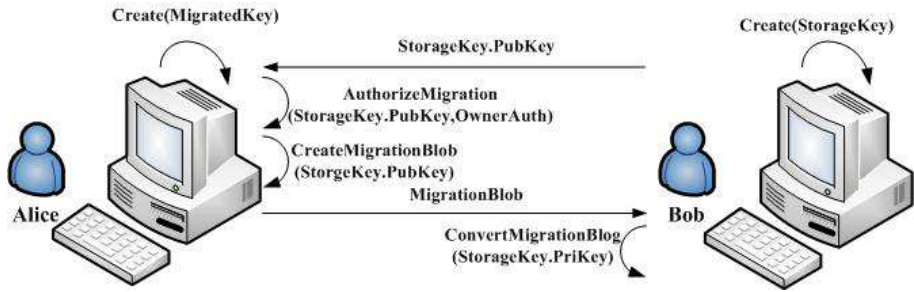 Create(MigratedKey)
Create(StorageKey)
StorageKey.PubKey
AuthorizeMigration
(StorageKey.PubKey,OwnerAuth)
CreateMigrationBlob
(StorgeKey.PubKey)
MigrationBlob
Alice
Bob
ConvertMigrationBlog
(StorageKey.PriKey)